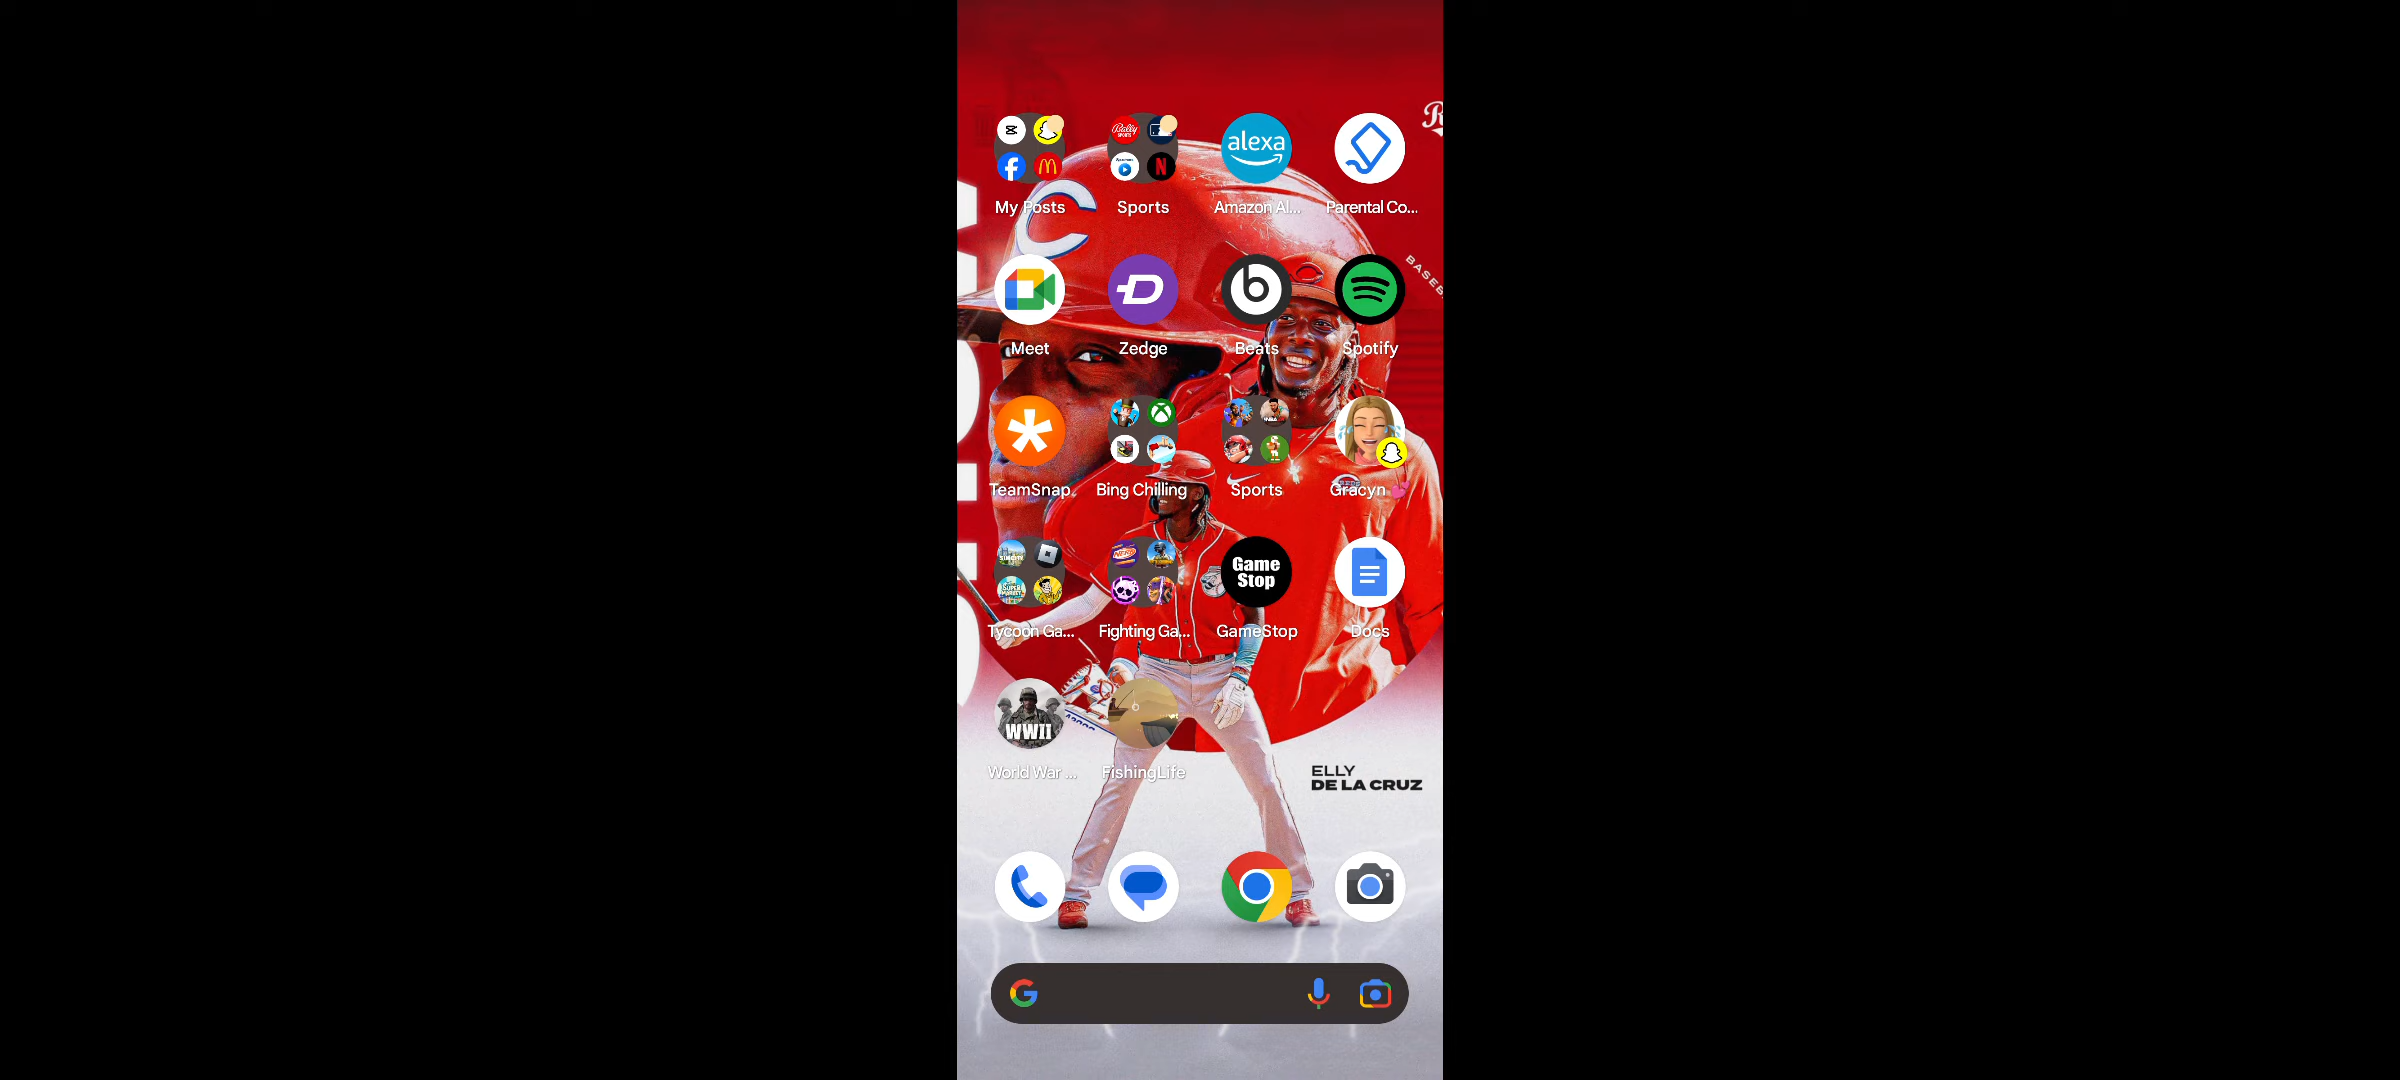 alexa
My Posts
Sports
Amazon Al...
Parental Co...
BASEB
Meet
Zedge
Beats
Spotify
TeamSnap
Bing Chilling
Sports
Gracyn 💕
Game
Stop
Tycoon Ga...
Fighting Ga...
GameStop
Docs
WWII
World War ...
FishingLife
ELLY
DE LA CRUZ